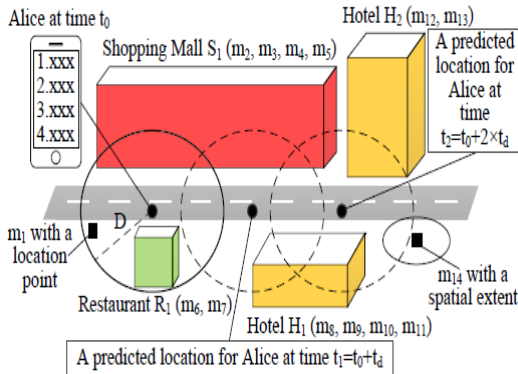 Alice at time t₀
1.xxx
2.xxx
3.xxx
4.xxx
Shopping Mall S₁ (m₂, m₃, m₄, m₅)
Hotel H₂ (m₁₂, m₁₃)
A predicted
location for
Alice at
time
t₂=t₀+2×t_d
D
m₁ with a
location
point
Restaurant R₁ (m₆, m₇)
m₁₄ with a
spatial extent
Hotel H₁ (m₈, m₉, m₁₀, m₁₁)
A predicted location for Alice at time t₁=t₀+t_d